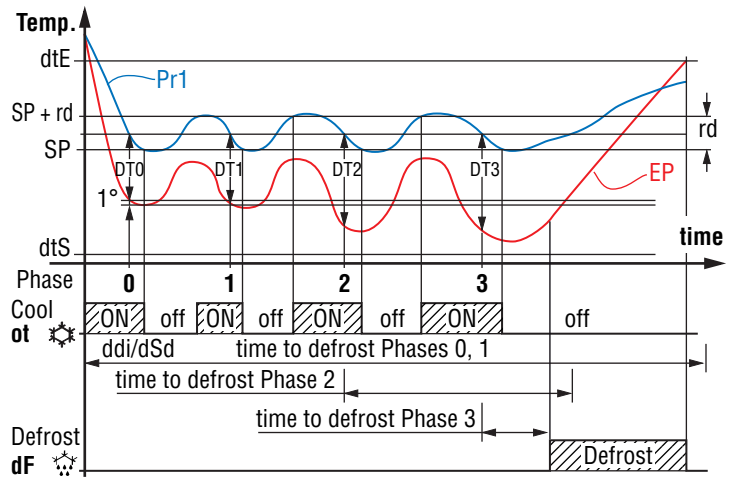 Temp.
dtE
Pr1
SP + rd
rd
SP
DT0 DT1 DT2 DT3
EP
1°
dtS
time
Phase 0 1 2 3
Cool
ot
ON off ON off ON off ON off
ddi/dSd time to defrost Phases 0, 1
time to defrost Phase 2
time to defrost Phase 3
Defrost
dF
Defrost